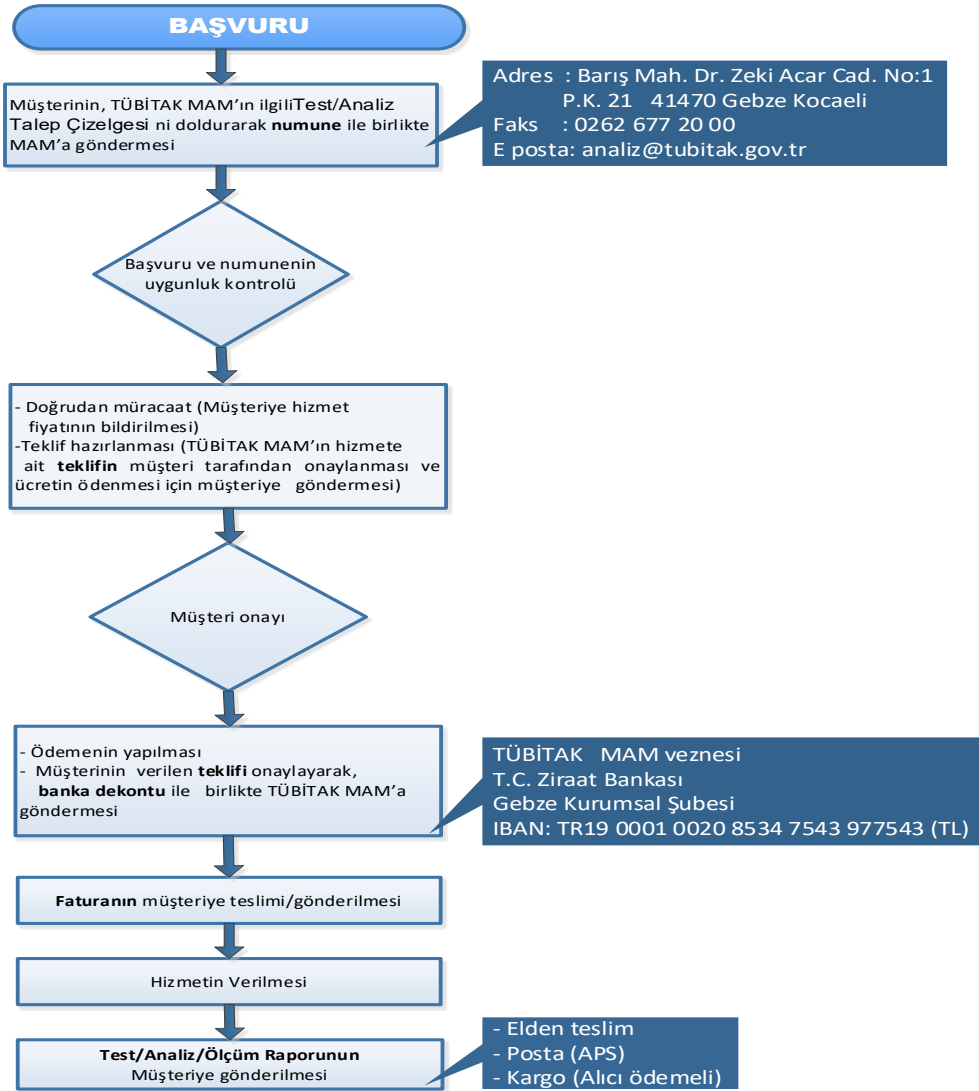 BAŞVURU
Müşterinin, TÜBİTAK MAM'ın ilgiliTest/Analiz
Talep Çizelgesi ni doldurarak numune ile birlikte
MAM'a göndermesi
Adres : Barış Mah. Dr. Zeki Acar Cad. No:1
P.K. 21 41470 Gebze Kocaeli
Faks : 0262 677 20 00
E posta: analiz@tubitak.gov.tr
Başvuru ve numunenin
uygunluk kontrolü
- Doğrudan müracaat (Müşteriye hizmet
fiyatının bildirilmesi)
-Teklif hazırlanması (TÜBİTAK MAM'ın hizmete
ait teklifin müşteri tarafından onaylanması ve
ücretin ödenmesi için müşteriye göndermesi)
Müşteri onayı
- Ödemenin yapılması
- Müşterinin verilen teklifi onaylayarak,
banka dekontu ile birlikte TÜBİTAK MAM'a
göndermesi
TÜBİTAK MAM veznesi
T.C. Ziraat Bankası
Gebze Kurumsal Şubesi
IBAN: TR19 0001 0020 8534 7543 977543 (TL)
Faturanın müşteriye teslimi/gönderilmesi
Hizmetin Verilmesi
Test/Analiz/Ölçüm Raporunun
Müşteriye gönderilmesi
- Elden teslim
- Posta (APS)
- Kargo (Alıcı ödemeli)